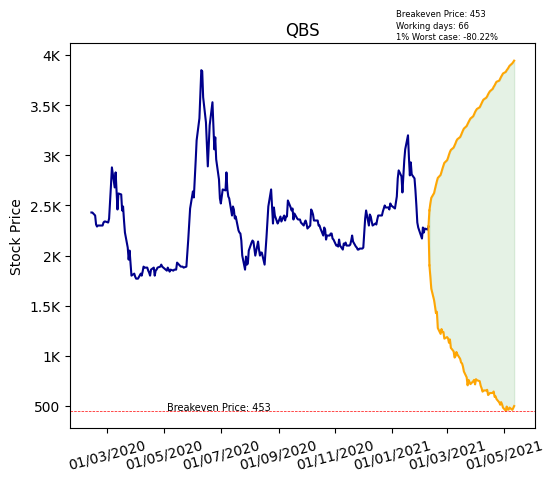 Breakeven Price: 453
Working days: 66
1% Worst case: -80.22%
QBS
4K
3.5K
3K
2.5K
2K
1.5K
1K
500
Stock Price
Breakeven Price: 453
01/03/2020 01/05/2020 01/07/2020 01/09/2020 01/11/2020 01/01/2021 01/03/2021 01/05/2021